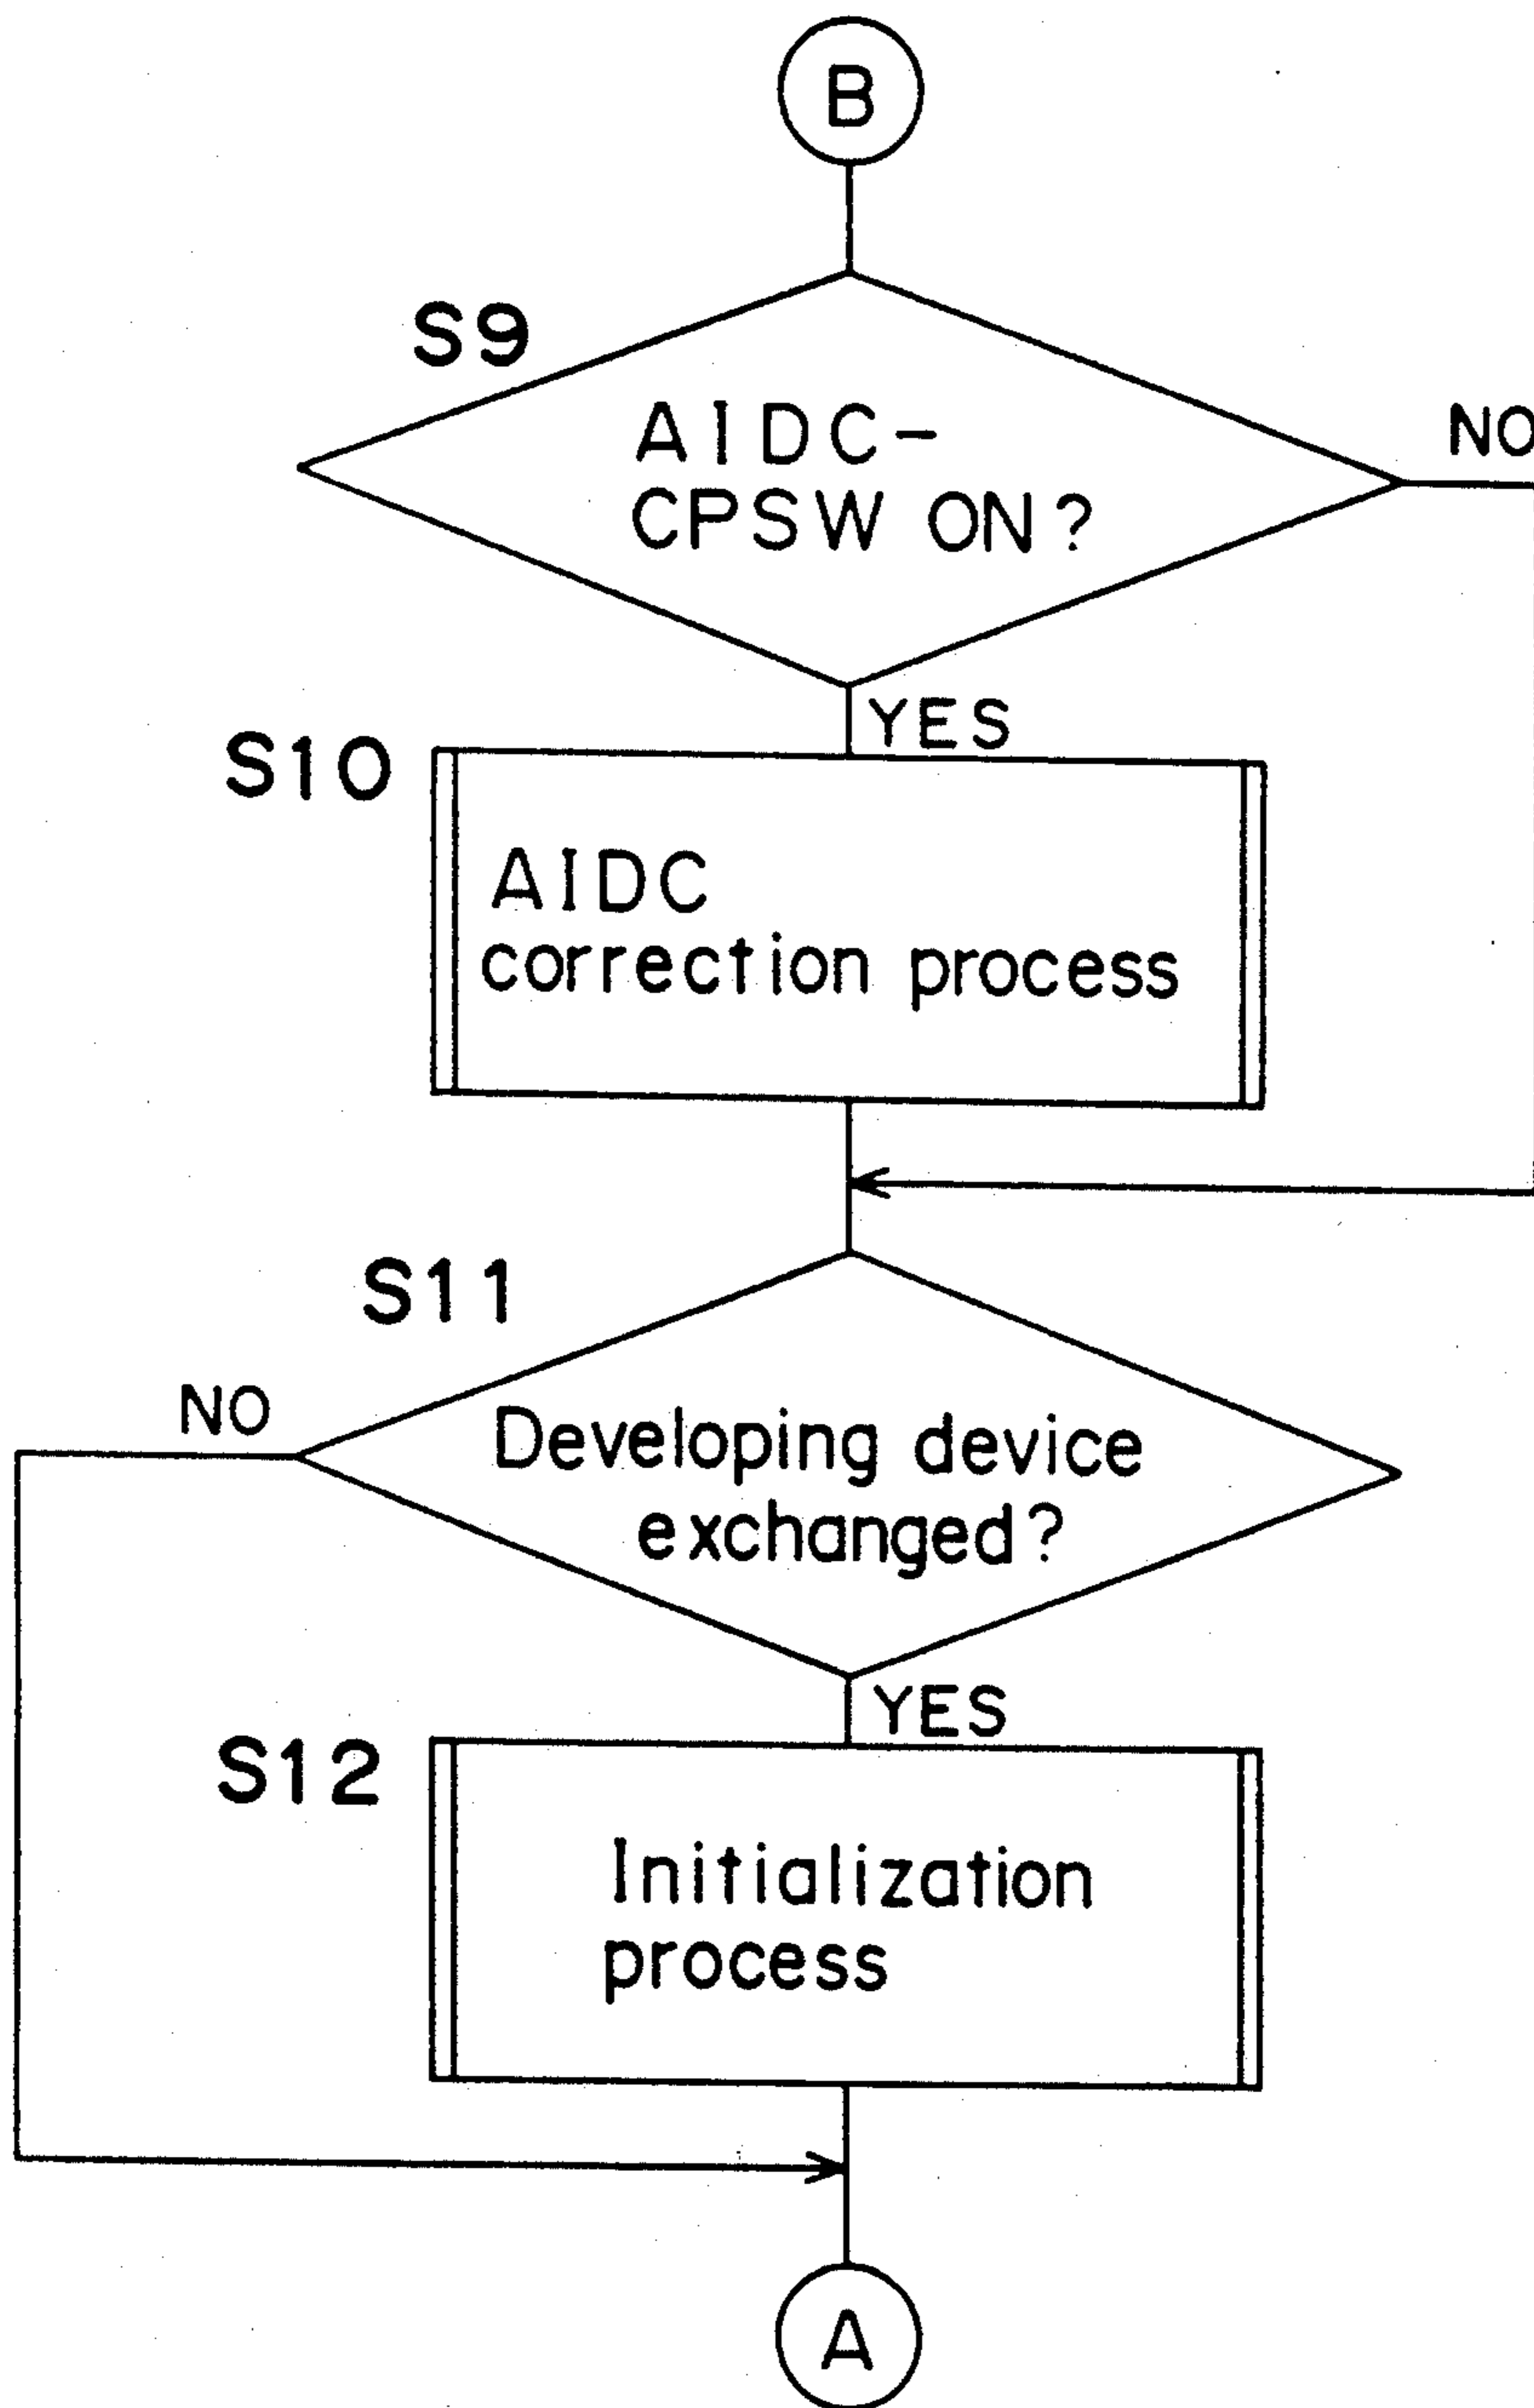 B
S9
AIDC-
CPSW ON?
NO
YES
S10
AIDC
correction process
S11
NO
Developing device
exchanged?
YES
S12
Initialization
process
A